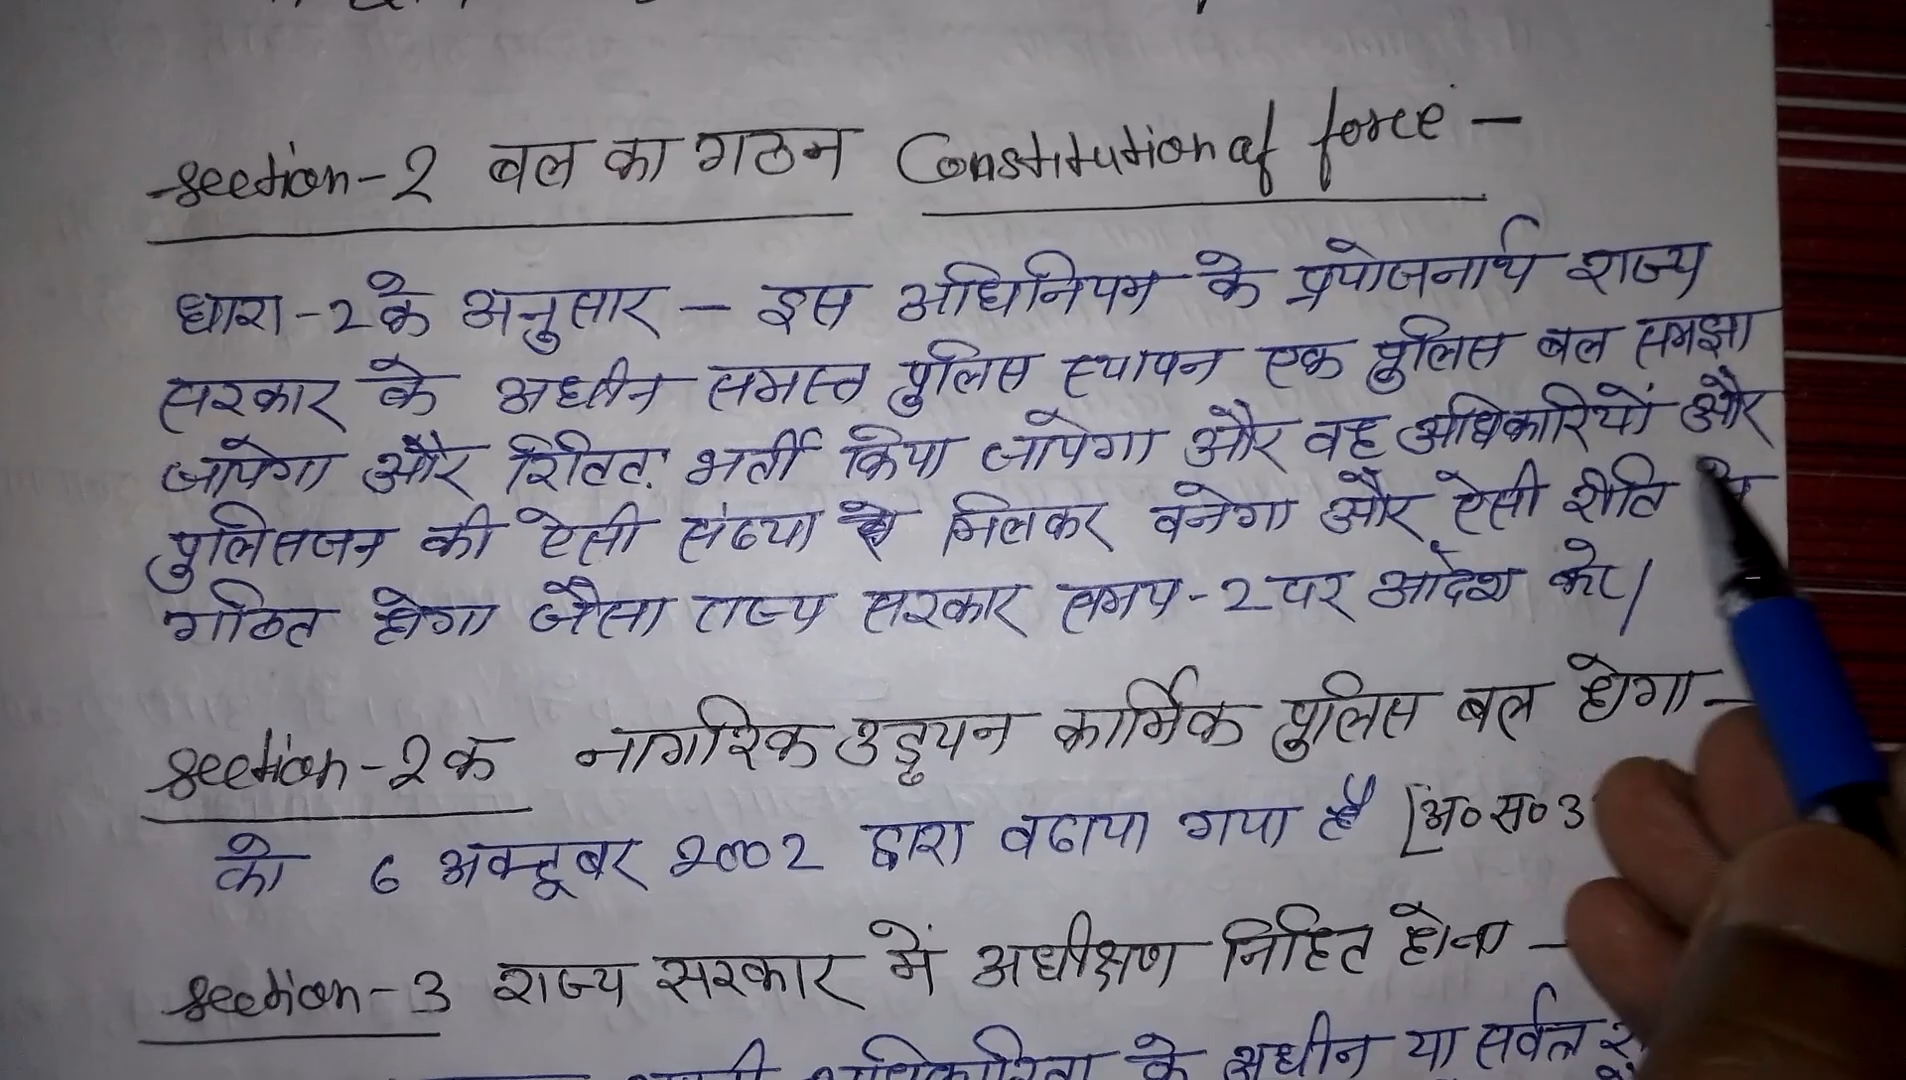 section-2 बल का गठन Constitution of force -
धारा-2 के अनुसार - इस अधिनियम के प्रयोजनार्थ राज्य
सरकार के अधीन समस्त पुलिस स्थापन एक पुलिस बल समझा
जायेगा और भर्ती किया जायेगा और वह अधिकारियों और
पुलिसजन की ऐसी संख्या से मिलकर बनेगा और ऐसी रीति
गठित होगा जैसा राज्य सरकार समय-2 पर आदेश करे।
section-2क नागरिक उड्डयन कार्मिक पुलिस बल होगा-
को 6 अक्टूबर 2002 द्वारा बढाया गया है [अ० स० 3
section-3 राज्य सरकार में अधीक्षण निहित होना -
के अधीन या सर्वत्र